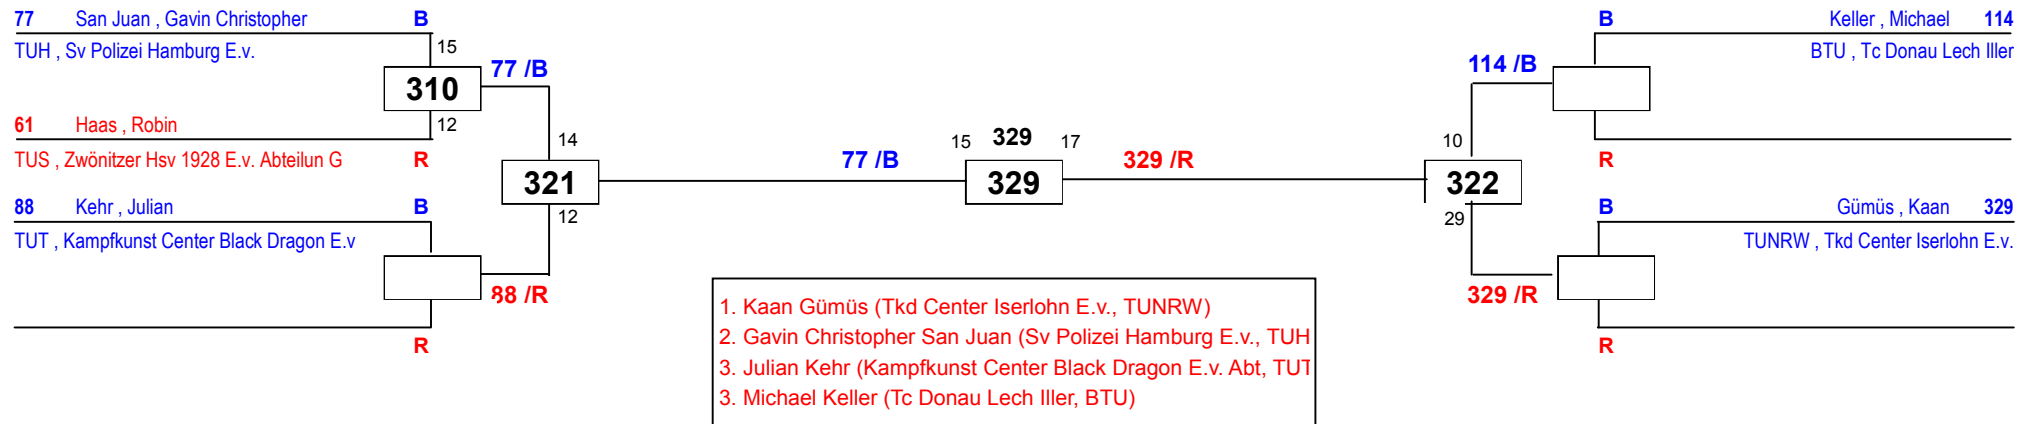 77 San Juan , Gavin Christopher B
TUH , Sv Polizei Hamburg E.v.
15
310
77 /B
12
61 Haas , Robin
TUS , Zwönitzer Hsv 1928 E.v. Abteilun G R
14
321
12
77 /B
88 Kehr , Julian B
TUT , Kampfkunst Center Black Dragon E.v
88 /R
R
15 329 17
329
329 /R
B Keller , Michael 114
BTU , Tc Donau Lech Iller
114 /B
R
10
322
29
B Gümüs , Kaan 329
TUNRW , Tkd Center Iserlohn E.v.
329 /R
R
1. Kaan Gümüs (Tkd Center Iserlohn E.v., TUNRW)
2. Gavin Christopher San Juan (Sv Polizei Hamburg E.v., TUH
3. Julian Kehr (Kampfkunst Center Black Dragon E.v. Abt, TUT
3. Michael Keller (Tc Donau Lech Iller, BTU)